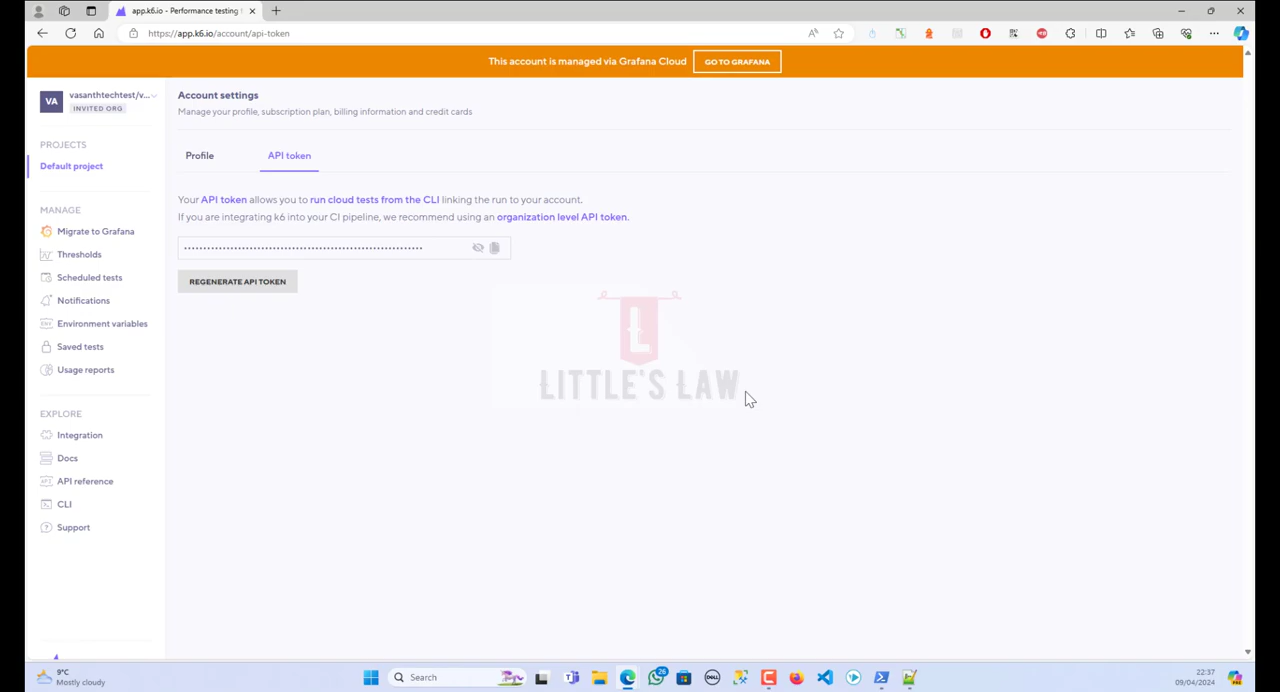 app.k6.io - Performance testing
https://app.k6.io/account/api-token
This account is managed via Grafana Cloud
GO TO GRAFANA
VA
vasanthtechtest/v...
INVITED ORG
PROJECTS
Default project
MANAGE
Migrate to Grafana
Thresholds
Scheduled tests
Notifications
ENV
Environment variables
Saved tests
Usage reports
EXPLORE
Integration
Docs
API
API reference
CLI
Support
Account settings
Manage your profile, subscription plan, billing information and credit cards
Profile
API token
Your API token allows you to run cloud tests from the CLI linking the run to your account.
If you are integrating k6 into your CI pipeline, we recommend using an organization level API token.
REGENERATE API TOKEN
L
LITTLE'S LAW
9°C
Mostly cloudy
Search
26
DELL
22:37
09/04/2024